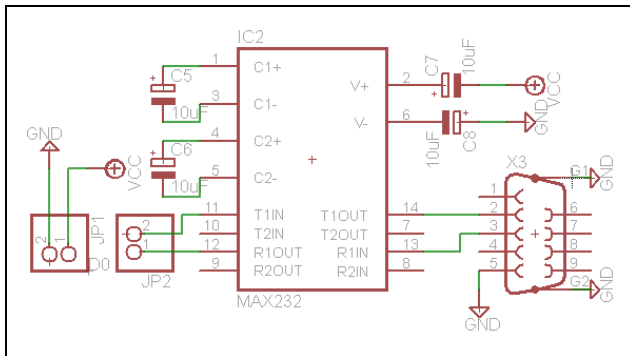 IC2
1 C1+
C5
10uF
3 C1-
4 C2+
C6
10uF
5 C2-
11 T1IN
10 T2IN
12 R1OUT
9 R2OUT
MAX232
V+ 2
C7
10uF
VCC
V- 6
10uF
C8
GND
T1OUT 14
T2OUT 7
R1IN 13
R2IN 8
GND
VCC
2 1
JP1
D0
2
1
JP2
X3
G1
GND
1
2
3
4
5
6
7
8
9
G2
GND
GND